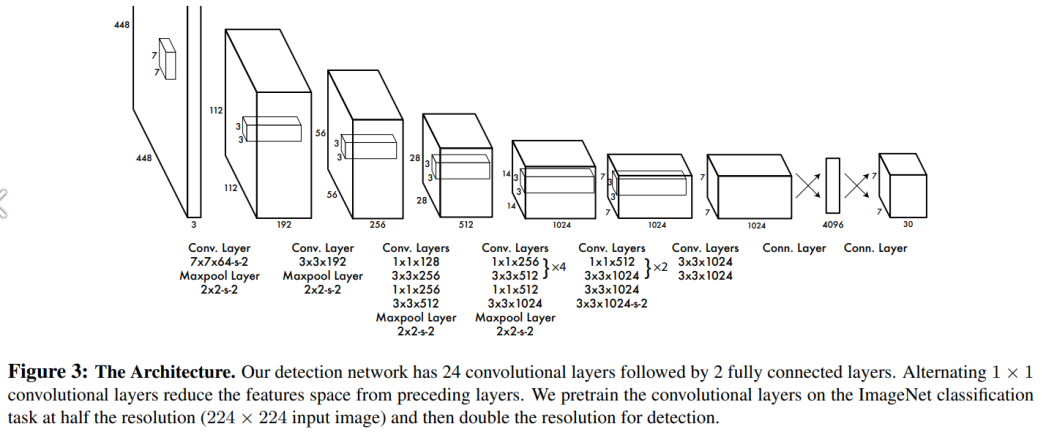 448
7
7
448
3
112
3
3
112
192
56
3
3
56
256
28
3
3
28
512
14
3
3
14
1024
7
3
3
7
1024
7
7
1024
4096
7
7
30
Conv. Layer
7x7x64-s-2
Maxpool Layer
2x2-s-2
Conv. Layer
3x3x192
Maxpool Layer
2x2-s-2
Conv. Layers
1x1x128
3x3x256
1x1x256
3x3x512
Maxpool Layer
2x2-s-2
Conv. Layers
1x1x256
3x3x512
}×4
1x1x512
3x3x1024
Maxpool Layer
2x2-s-2
Conv. Layers
1x1x512
3x3x1024
}×2
3x3x1024
3x3x1024-s-2
Conv. Layers
3x3x1024
3x3x1024
Conn. Layer
Conn. Layer
Figure 3: The Architecture. Our detection network has 24 convolutional layers followed by 2 fully connected layers. Alternating 1 × 1
convolutional layers reduce the features space from preceding layers. We pretrain the convolutional layers on the ImageNet classification
task at half the resolution (224 × 224 input image) and then double the resolution for detection.